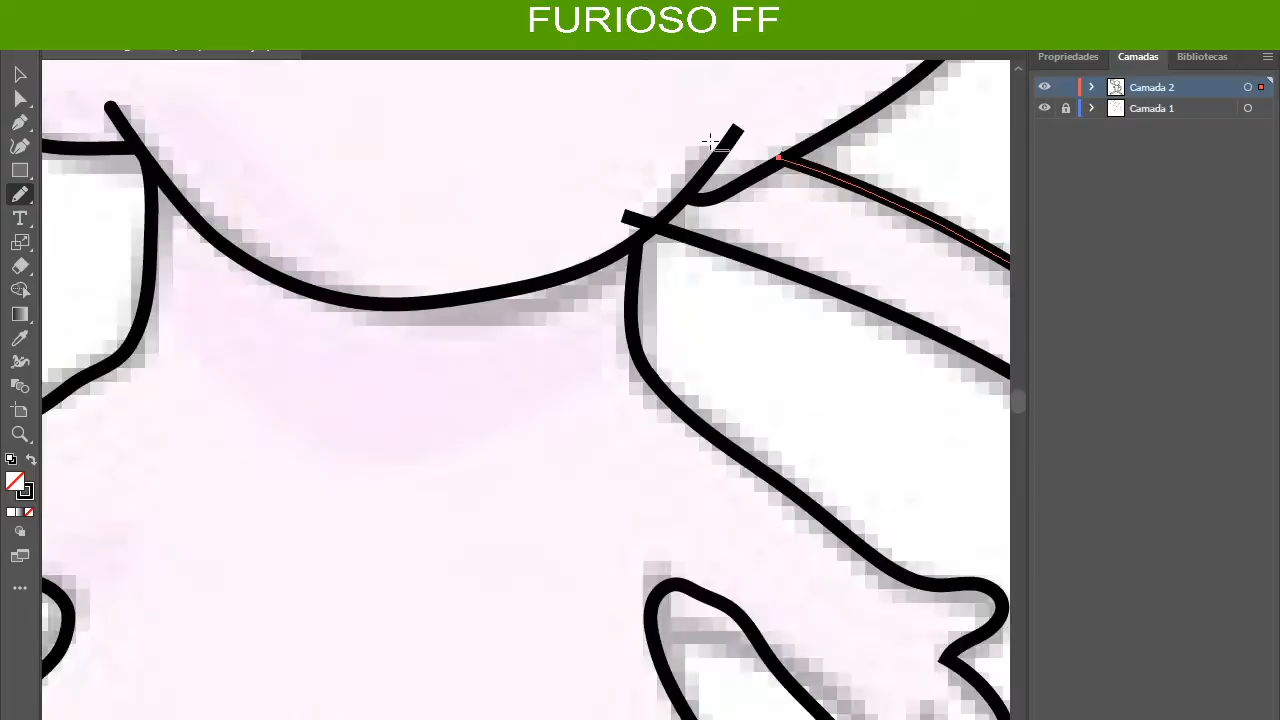 FURIOSO FF
Propriedades
Camadas
Bibliotecas
Camada 2
Camada 1